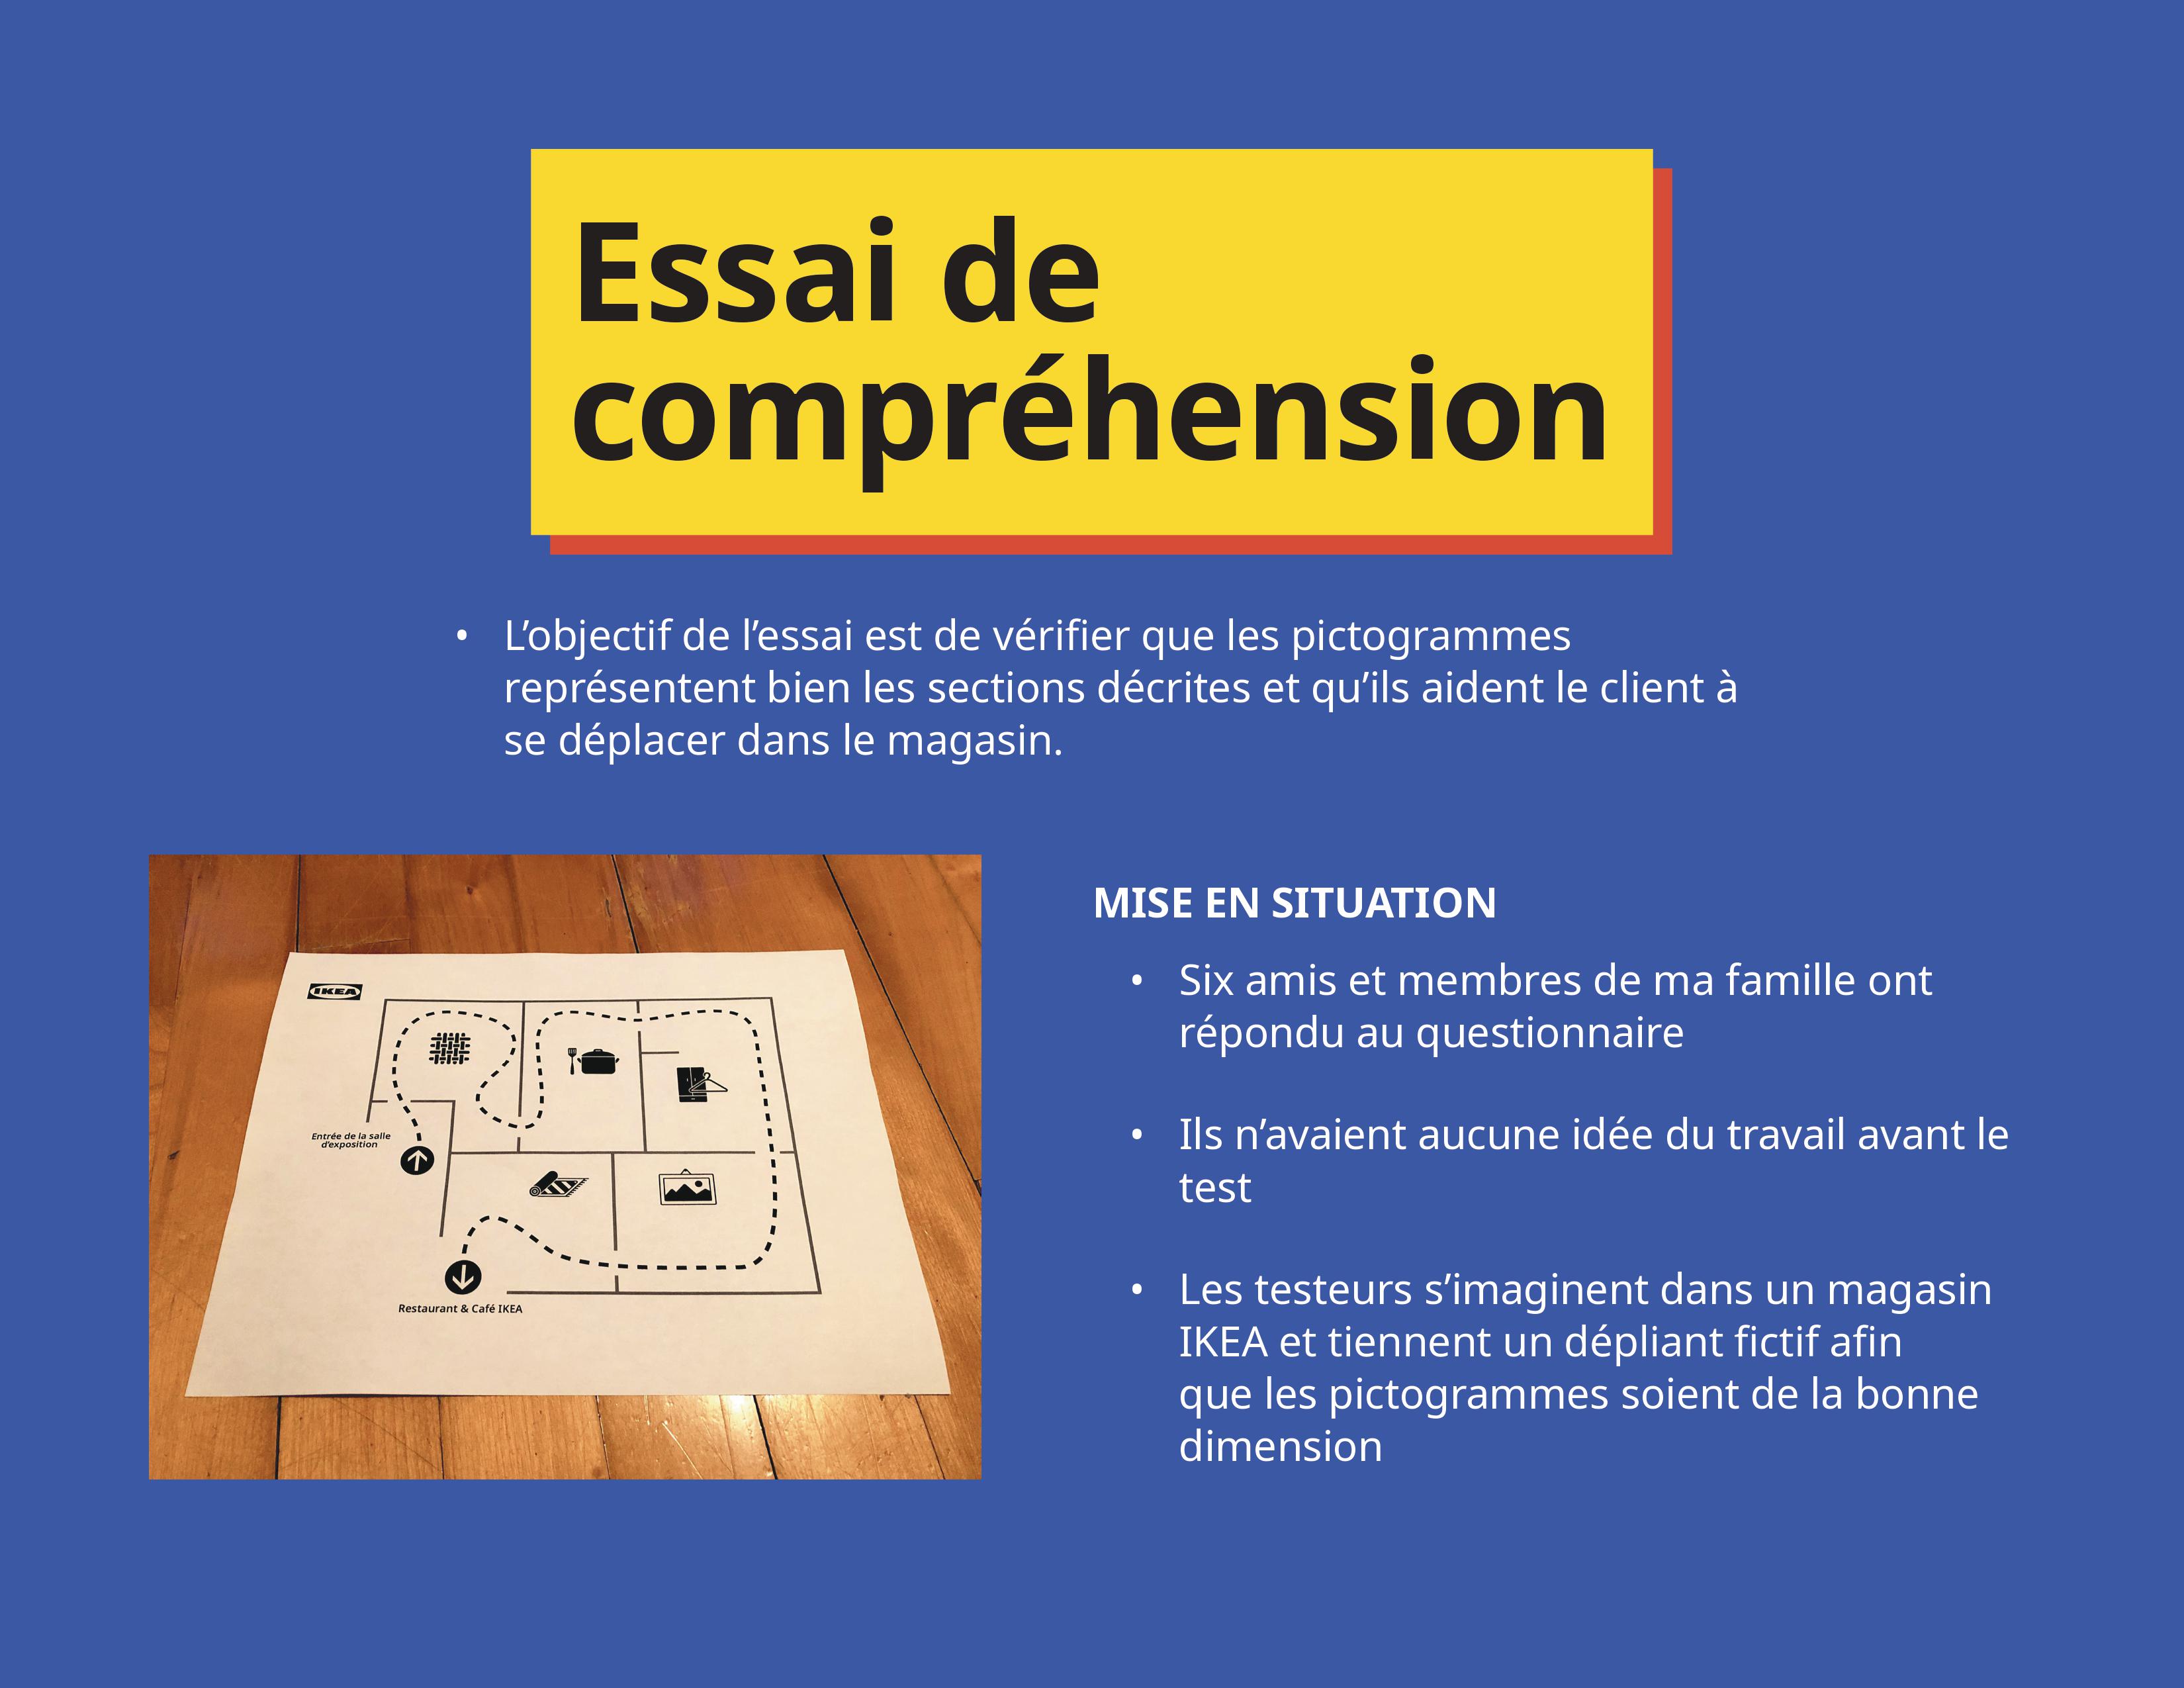 Essai de
compréhension
• L’objectif de l’essai est de vérifier que les pictogrammes
représentent bien les sections décrites et qu’ils aident le client à
se déplacer dans le magasin.
IKEA
Entrée de la salle
d’exposition
Restaurant & Café IKEA
MISE EN SITUATION
• Six amis et membres de ma famille ont
répondu au questionnaire
• Ils n’avaient aucune idée du travail avant le
test
• Les testeurs s’imaginent dans un magasin
IKEA et tiennent un dépliant fictif afin
que les pictogrammes soient de la bonne
dimension